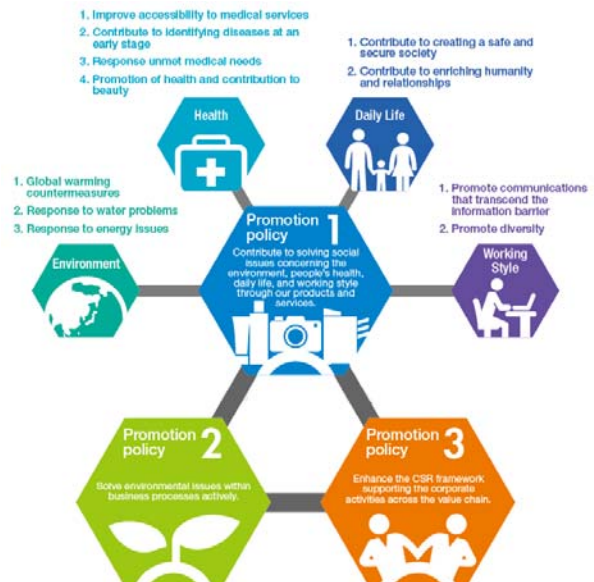 1. Improve accessibility to medical services
2. Contribute to identifying diseases at an
early stage
3. Response unmet medical needs
4. Promotion of health and contribution to
beauty
1. Contribute to creating a safe and
secure society
2. Contribute to enriching humanity
and relationships
Health
Daily Life
1. Global warming
countermeasures
2. Response to water problems
3. Response to energy issues
1. Promote communications
that transcend the
information barrier
2. Promote diversity
Environment
Working
Style
Promotion
policy 1
Contribute to solving social
issues concerning the
environment, people's health,
daily life, and working style
through our products and
services.
Promotion
policy 2
Solve environmental issues within
business processes actively.
Promotion
policy 3
Enhance the CSR framework
supporting the corporate
activities across the value chain.